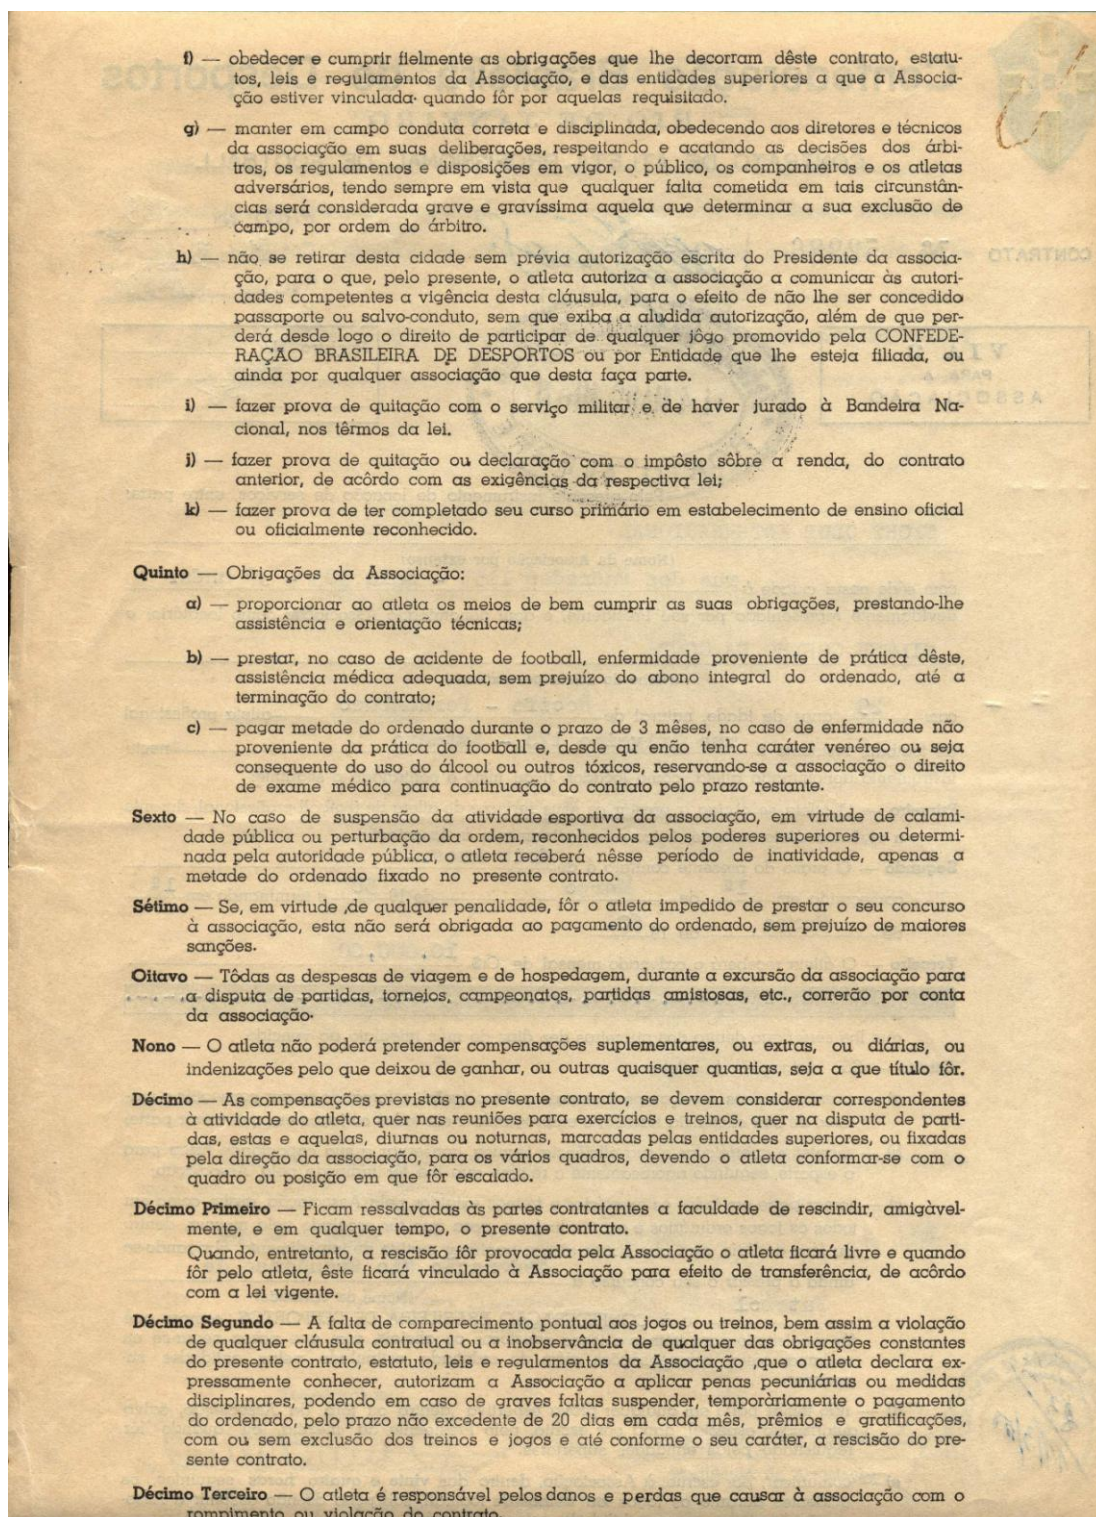 f) — obedecer e cumprir fielmente as obrigações que lhe decorram dêste contrato, estatu-
tos, leis e regulamentos da Associação, e das entidades superiores a que a Associa-
ção estiver vinculada· quando fôr por aquelas requisitado.
g) — manter em campo conduta correta e disciplinada, obedecendo aos diretores e técnicos
da associação em suas deliberações, respeitando e acatando as decisões dos árbi-
tros, os regulamentos e disposições em vigor, o público, os companheiros e os atletas
adversários, tendo sempre em vista que qualquer falta cometida em tais circunstân-
cias será considerada grave e gravíssima aquela que determinar a sua exclusão de
campo, por ordem do árbitro.
h) — não se retirar desta cidade sem prévia autorização escrita do Presidente da associa-
ção, para o que, pelo presente, o atleta autoriza a associação a comunicar às autori-
dades competentes a vigência desta cláusula, para o efeito de não lhe ser concedido
passaporte ou salvo-conduto, sem que exiba a aludida autorização, além de que per-
derá desde logo o direito de participar de qualquer jôgo promovido pela CONFEDE-
RAÇÃO BRASILEIRA DE DESPORTOS ou por Entidade que lhe esteja filiada, ou
ainda por qualquer associação que desta faça parte.
i) — fazer prova de quitação com o serviço militar e de haver jurado à Bandeira Na-
cional, nos têrmos da lei.
j) — fazer prova de quitação ou declaração com o impôsto sôbre a renda, do contrato
anterior, de acôrdo com as exigências da respectiva lei;
k) — fazer prova de ter completado seu curso primário em estabelecimento de ensino oficial
ou oficialmente reconhecido.
Quinto — Obrigações da Associação:
a) — proporcionar ao atleta os meios de bem cumprir as suas obrigações, prestando-lhe
assistência e orientação técnicas;
b) — prestar, no caso de acidente de football, enfermidade proveniente de prática dêste,
assistência médica adequada, sem prejuízo do abono integral do ordenado, até a
terminação do contrato;
c) — pagar metade do ordenado durante o prazo de 3 mêses, no caso de enfermidade não
proveniente da prática do football e, desde qu enão tenha caráter venéreo ou seja
consequente do uso do álcool ou outros tóxicos, reservando-se a associação o direito
de exame médico para continuação do contrato pelo prazo restante.
Sexto — No caso de suspensão da atividade esportiva da associação, em virtude de calami-
dade pública ou perturbação da ordem, reconhecidos pelos poderes superiores ou determi-
nada pela autoridade pública, o atleta receberá nêsse período de inatividade, apenas a
metade do ordenado fixado no presente contrato.
Sétimo — Se, em virtude ,de qualquer penalidade, fôr o atleta impedido de prestar o seu concurso
à associação, esta não será obrigada ao pagamento do ordenado, sem prejuízo de maiores
sanções.
Oitavo — Tôdas as despesas de viagem e de hospedagem, durante a excursão da associação para
a disputa de partidas, torneios, campeonatos, partidas amistosas, etc., correrão por conta
da associação·
Nono — O atleta não poderá pretender compensações suplementares, ou extras, ou diárias, ou
indenizações pelo que deixou de ganhar, ou outras quaisquer quantias, seja a que título fôr.
Décimo — As compensações previstas no presente contrato, se devem considerar correspondentes
à atividade do atleta, quer nas reuniões para exercícios e treinos, quer na disputa de parti-
das, estas e aquelas, diurnas ou noturnas, marcadas pelas entidades superiores, ou fixadas
pela direção da associação, para os vários quadros, devendo o atleta conformar-se com o
quadro ou posição em que fôr escalado.
Décimo Primeiro — Ficam ressalvadas às partes contratantes a faculdade de rescindir, amigàvel-
mente, e em qualquer tempo, o presente contrato.
Quando, entretanto, a rescisão fôr provocada pela Associação o atleta ficará livre e quando
fôr pelo atleta, êste ficará vinculado à Associação para efeito de transferência, de acôrdo
com a lei vigente.
Décimo Segundo — A falta de comparecimento pontual aos jogos ou treinos, bem assim a violação
de qualquer cláusula contratual ou a inobservância de qualquer das obrigações constantes
do presente contrato, estatuto, leis e regulamentos da Associação ,que o atleta declara ex-
pressamente conhecer, autorizam a Associação a aplicar penas pecuniárias ou medidas
disciplinares, podendo em caso de graves faltas suspender, temporàriamente o pagamento
do ordenado, pelo prazo não excedente de 20 dias em cada mês, prêmios e gratificações,
com ou sem exclusão dos treinos e jogos e até conforme o seu caráter, a rescisão do pre-
sente contrato.
Décimo Terceiro — O atleta é responsável pelos danos e perdas que causar à associação com o
rompimento ou violação do contrato.